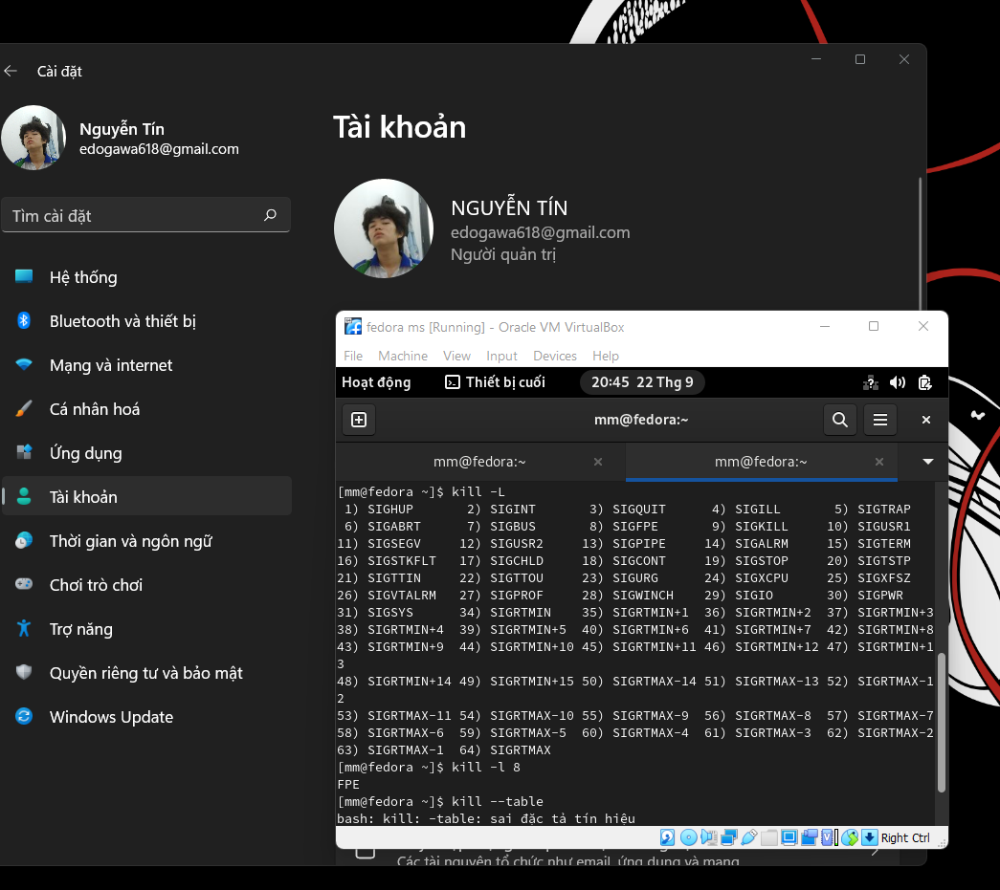 Cài đặt
Nguyễn Tín
edogawa618@gmail.com
Tìm cài đặt
Hệ thống
Bluetooth và thiết bị
Mạng và internet
Cá nhân hoá
Ứng dụng
Tài khoản
Thời gian và ngôn ngữ
Chơi trò chơi
Trợ năng
Quyền riêng tư và bảo mật
Windows Update
Tài khoản
NGUYỄN TÍN
edogawa618@gmail.com
Người quản trị
fedora ms [Running] - Oracle VM VirtualBox
File Machine View Input Devices Help
Hoạt động Thiết bị cuối 20:45 22 Thg 9
mm@fedora:~
mm@fedora:~ mm@fedora:~
[mm@fedora ~]$ kill -L
1) SIGHUP 2) SIGINT 3) SIGQUIT 4) SIGILL 5) SIGTRAP
6) SIGABRT 7) SIGBUS 8) SIGFPE 9) SIGKILL 10) SIGUSR1
11) SIGSEGV 12) SIGUSR2 13) SIGPIPE 14) SIGALRM 15) SIGTERM
16) SIGSTKFLT 17) SIGCHLD 18) SIGCONT 19) SIGSTOP 20) SIGTSTP
21) SIGTTIN 22) SIGTTOU 23) SIGURG 24) SIGXCPU 25) SIGXFSZ
26) SIGVTALRM 27) SIGPROF 28) SIGWINCH 29) SIGIO 30) SIGPWR
31) SIGSYS 34) SIGRTMIN 35) SIGRTMIN+1 36) SIGRTMIN+2 37) SIGRTMIN+3
38) SIGRTMIN+4 39) SIGRTMIN+5 40) SIGRTMIN+6 41) SIGRTMIN+7 42) SIGRTMIN+8
43) SIGRTMIN+9 44) SIGRTMIN+10 45) SIGRTMIN+11 46) SIGRTMIN+12 47) SIGRTMIN+1
3
48) SIGRTMIN+14 49) SIGRTMIN+15 50) SIGRTMAX-14 51) SIGRTMAX-13 52) SIGRTMAX-1
2
53) SIGRTMAX-11 54) SIGRTMAX-10 55) SIGRTMAX-9 56) SIGRTMAX-8 57) SIGRTMAX-7
58) SIGRTMAX-6 59) SIGRTMAX-5 60) SIGRTMAX-4 61) SIGRTMAX-3 62) SIGRTMAX-2
63) SIGRTMAX-1 64) SIGRTMAX
[mm@fedora ~]$ kill -l 8
FPE
[mm@fedora ~]$ kill --table
bash: kill: -table: sai đặc tả tín hiệu
Right Ctrl
Các tài nguyên tổ chức như email, ứng dụng và mạng